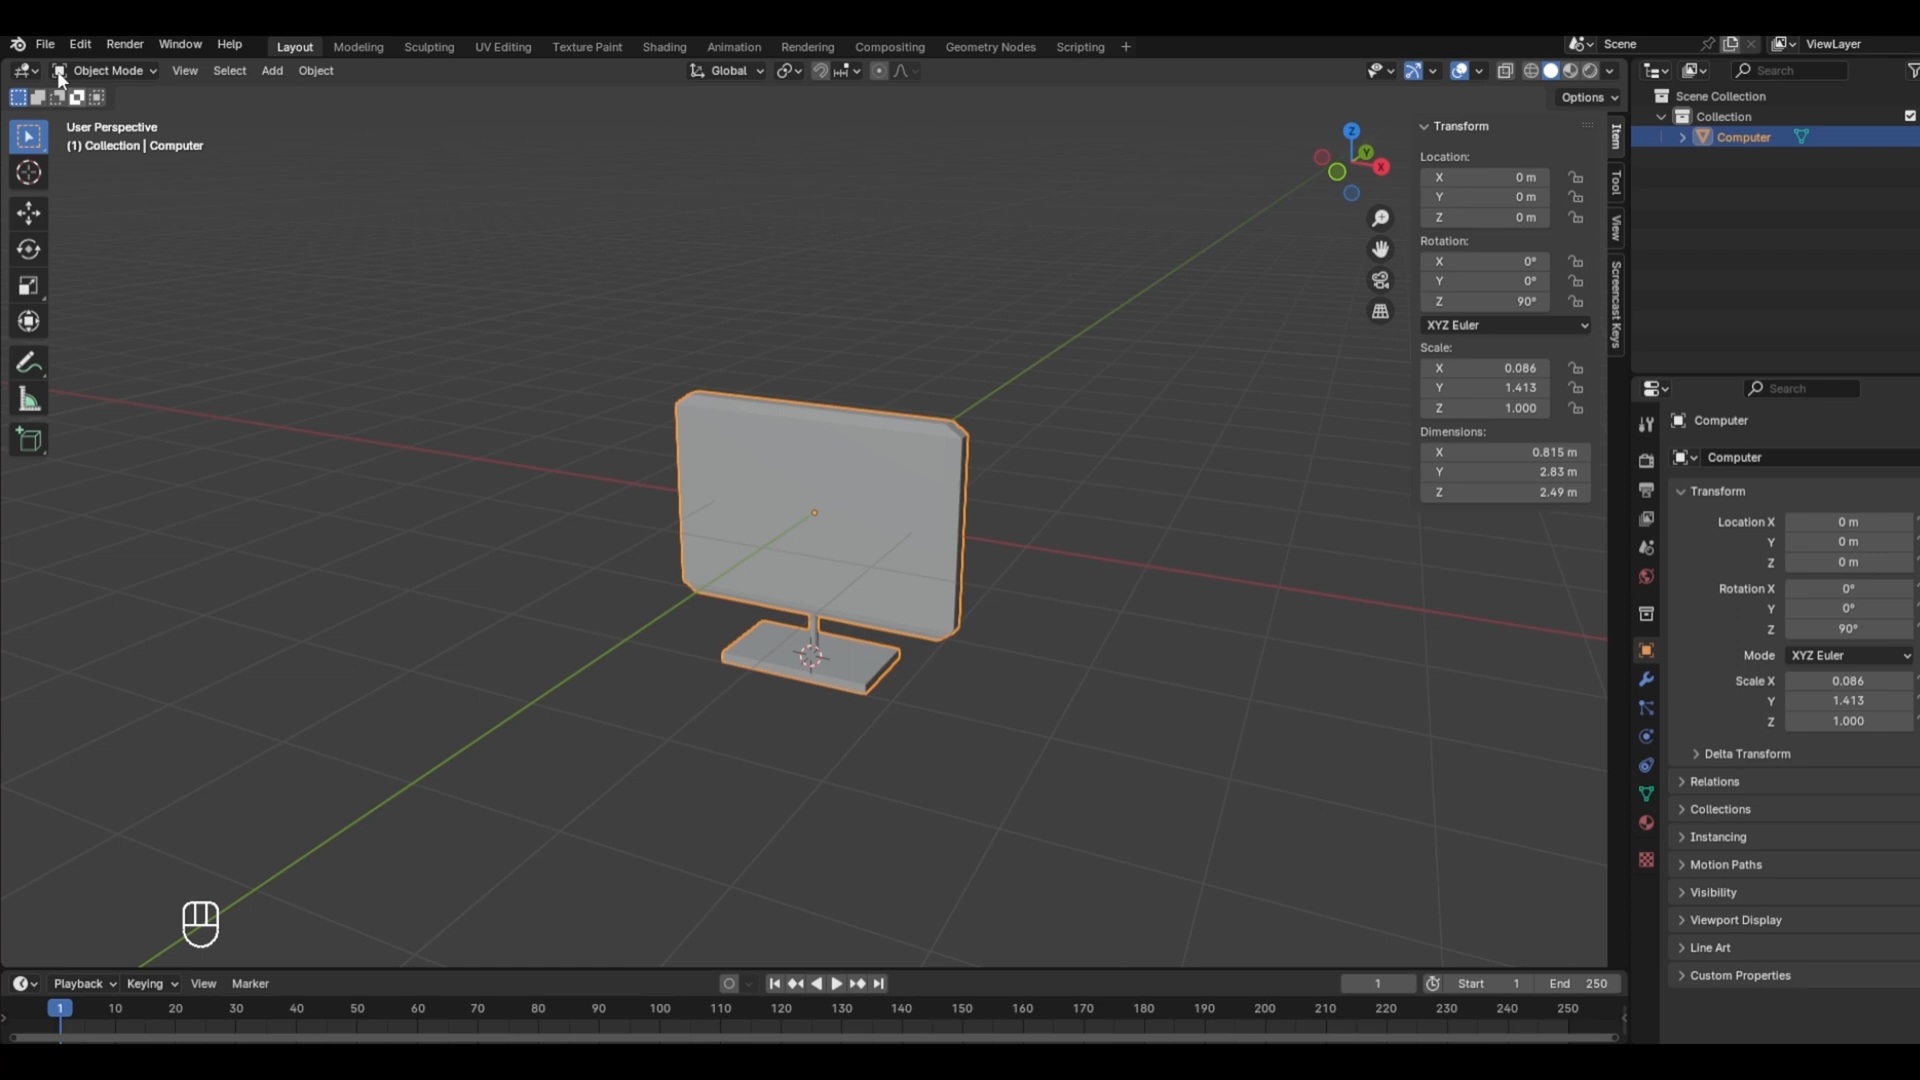 File Edit Render Window Help Layout Modeling Sculpting UV Editing Texture Paint Shading Animation Rendering Compositing Geometry Nodes Scripting + Scene ViewLayer
Object Mode View Select Add Object Global Search
Options
User Perspective
(1) Collection | Computer
Z
Y
X
Transform
Location:
X 0 m
Y 0 m
Z 0 m
Rotation:
X 0°
Y 0°
Z 90°
XYZ Euler
Scale:
X 0.086
Y 1.413
Z 1.000
Dimensions:
X 0.815 m
Y 2.83 m
Z 2.49 m
Item
Tool
View
Screencast Keys
Scene Collection
Collection
Computer
Search
Computer
Computer
Transform
Location X 0 m
Y 0 m
Z 0 m
Rotation X 0°
Y 0°
Z 90°
Mode XYZ Euler
Scale X 0.086
Y 1.413
Z 1.000
Delta Transform
Relations
Collections
Instancing
Motion Paths
Visibility
Viewport Display
Line Art
Custom Properties
Playback Keying View Marker 1 Start 1 End 250
1 10 20 30 40 50 60 70 80 90 100 110 120 130 140 150 160 170 180 190 200 210 220 230 240 250